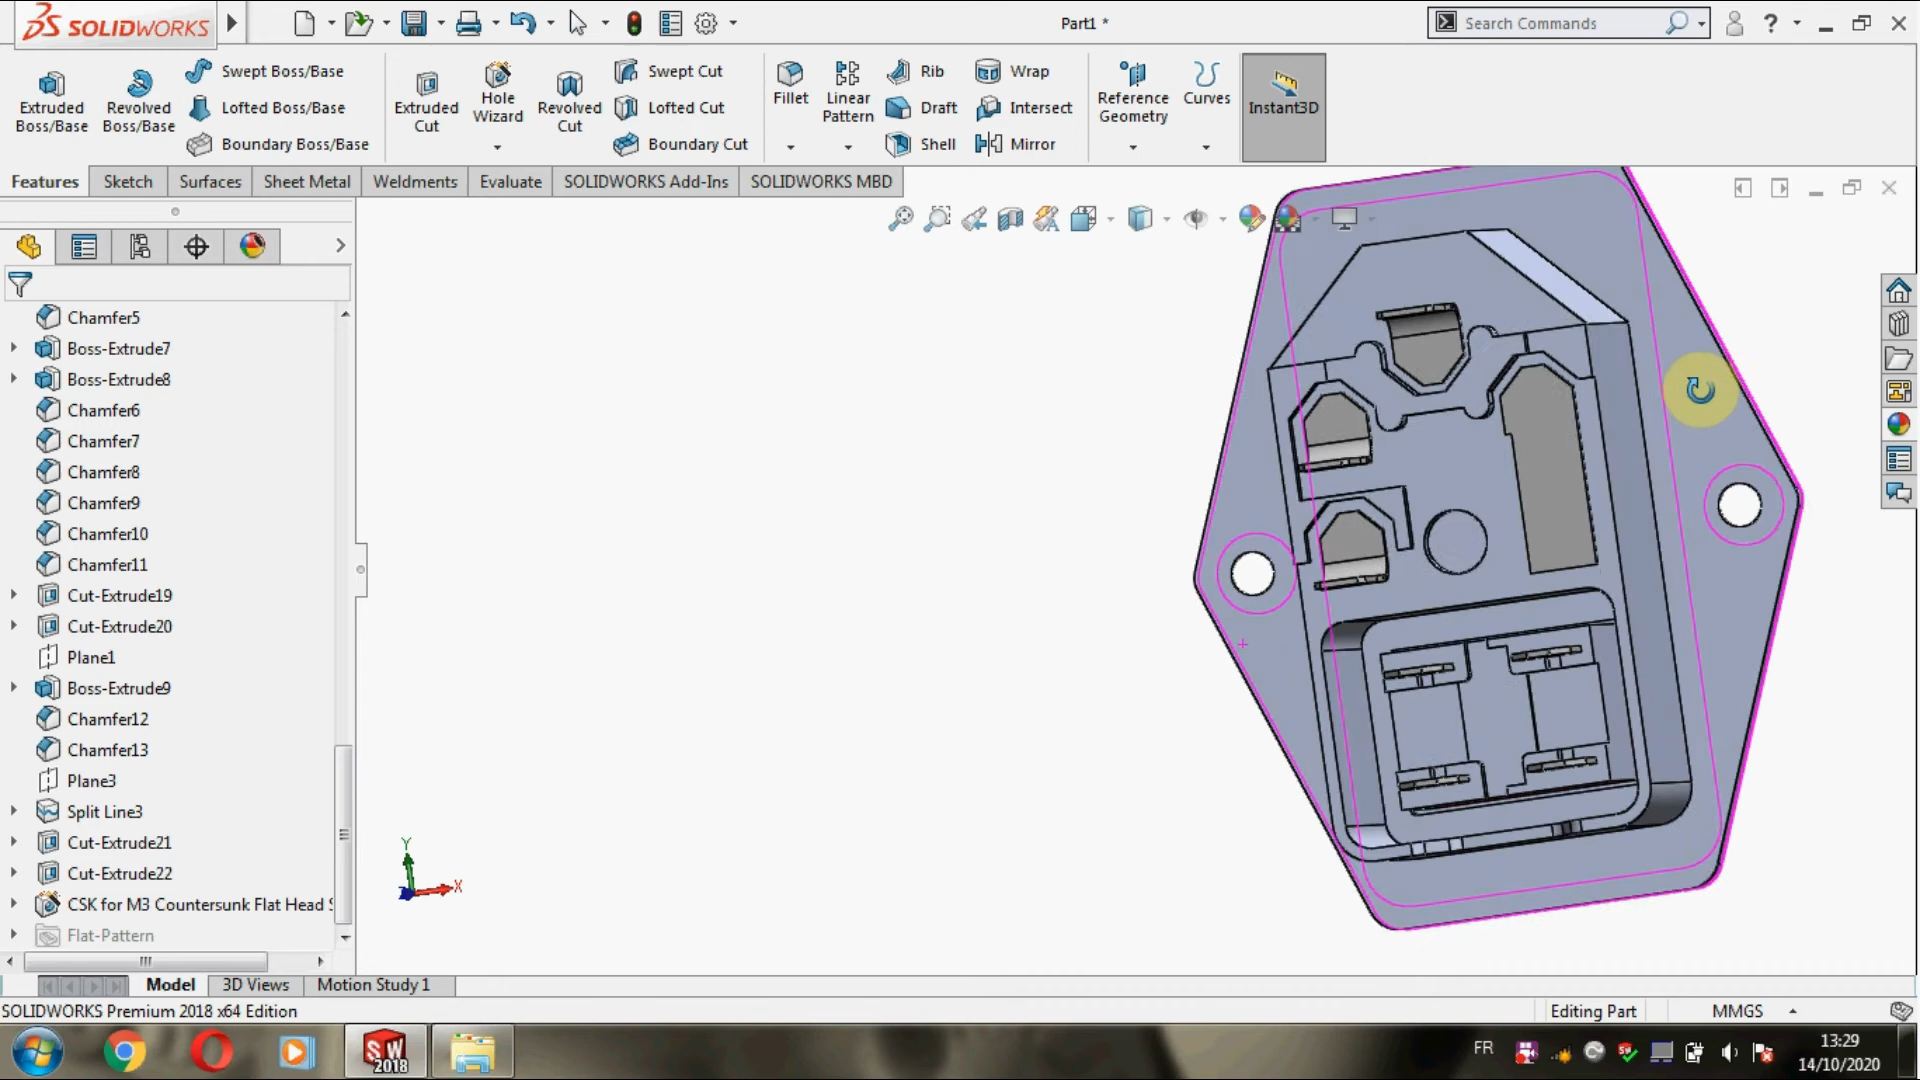 SOLIDWORKS
Part1 *
Search Commands
?
Extruded Boss/Base
Revolved Boss/Base
Swept Boss/Base
Lofted Boss/Base
Boundary Boss/Base
Extruded Cut
Hole Wizard
Revolved Cut
Swept Cut
Lofted Cut
Boundary Cut
Fillet
Linear Pattern
Rib
Draft
Shell
Wrap
Intersect
Mirror
Reference Geometry
Curves
Instant3D
Features
Sketch
Surfaces
Sheet Metal
Weldments
Evaluate
SOLIDWORKS Add-Ins
SOLIDWORKS MBD
Chamfer5
Boss-Extrude7
Boss-Extrude8
Chamfer6
Chamfer7
Chamfer8
Chamfer9
Chamfer10
Chamfer11
Cut-Extrude19
Cut-Extrude20
Plane1
Boss-Extrude9
Chamfer12
Chamfer13
Plane3
Split Line3
Cut-Extrude21
Cut-Extrude22
CSK for M3 Countersunk Flat Head
Flat-Pattern
Y
X
Model
3D Views
Motion Study 1
SOLIDWORKS Premium 2018 x64 Edition
Editing Part
MMGS
SW
2018
FR
13:29
14/10/2020